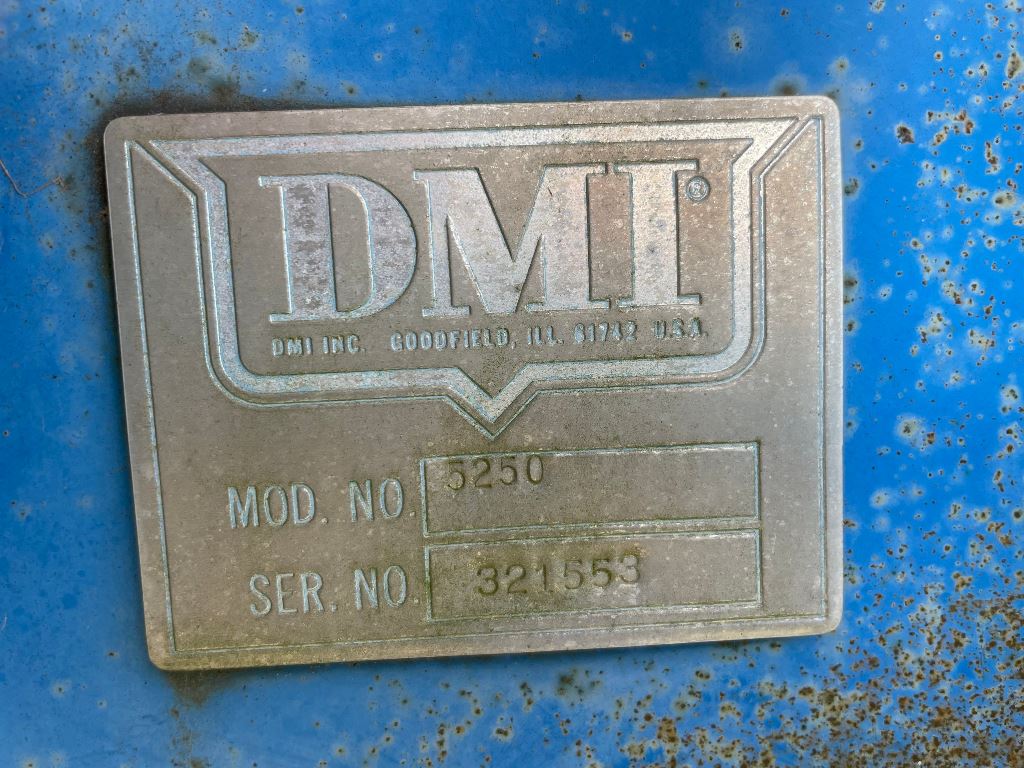 DMI®
DMI INC. GOODFIELD, ILL. 61742 U.S.A.
MOD. NO. 5250
SER. NO. 321553